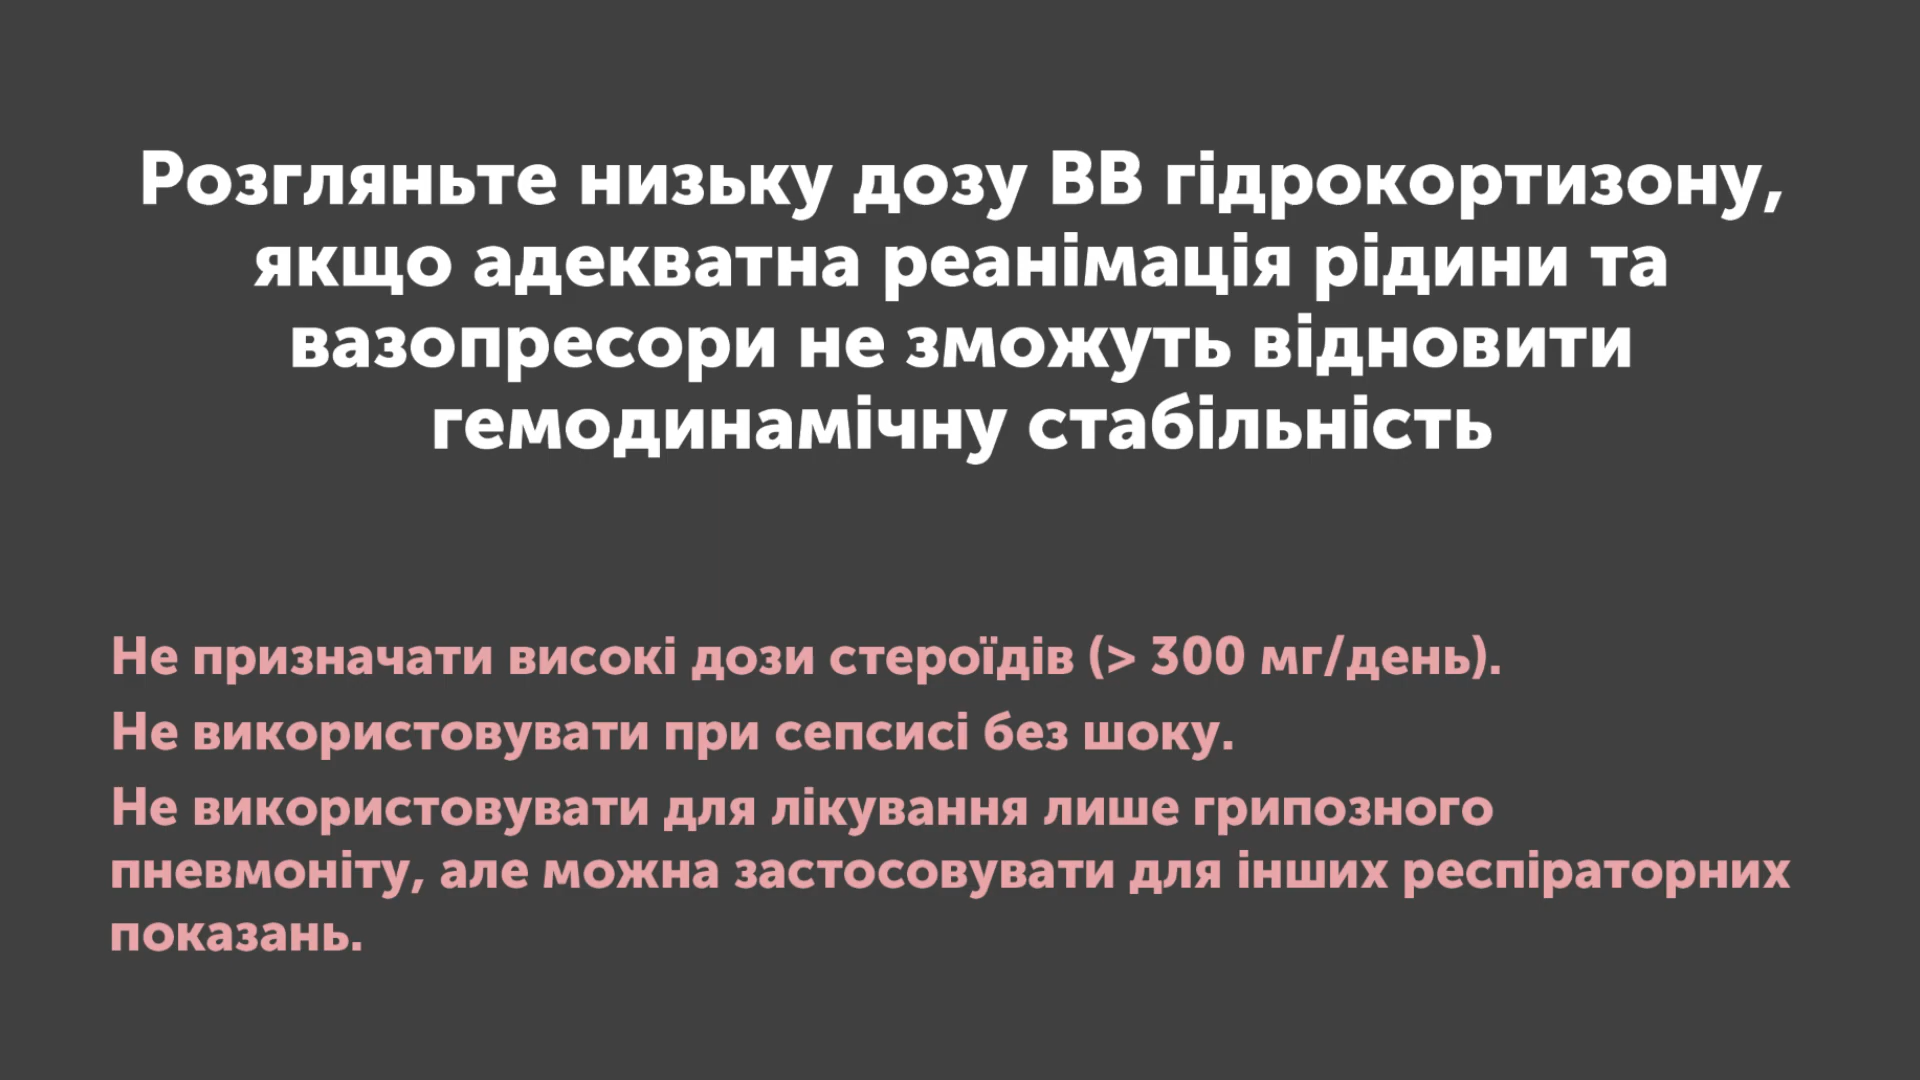 Розгляньте низьку дозу ВВ гідрокортизону,
якщо адекватна реанімація рідини та
вазопресори не зможуть відновити
гемодинамічну стабільність
Не призначати високі дози стероїдів (> 300 мг/день).
Не використовувати при сепсисі без шоку.
Не використовувати для лікування лише грипозного
пневмоніту, але можна застосовувати для інших респіраторних
показань.